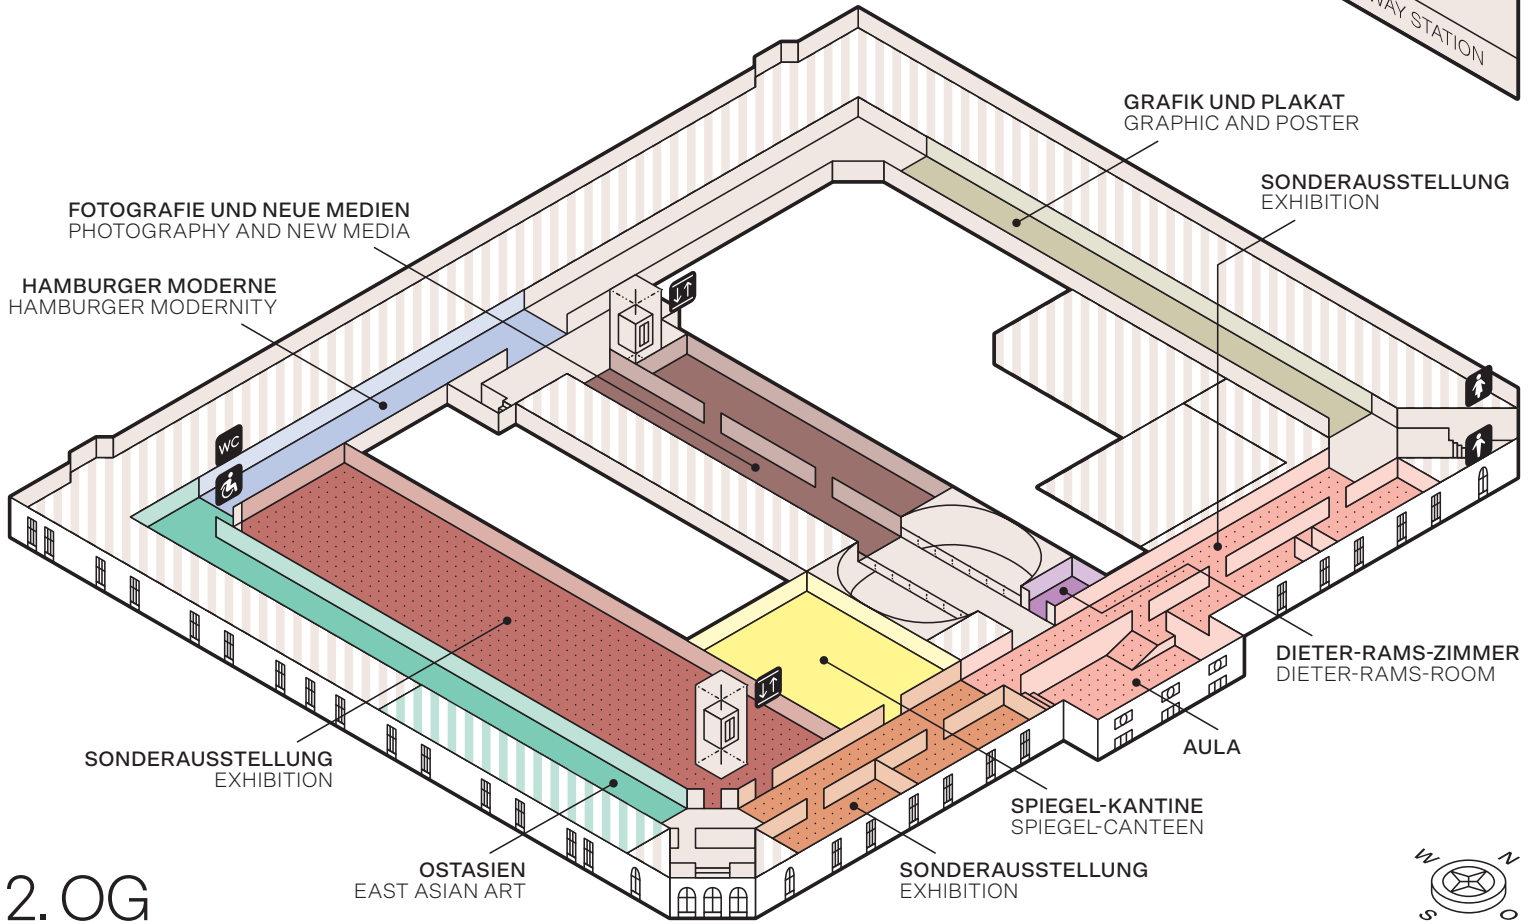 WAY STATION
GRAFIK UND PLAKAT
GRAPHIC AND POSTER
SONDERAUSSTELLUNG
EXHIBITION
FOTOGRAFIE UND NEUE MEDIEN
PHOTOGRAPHY AND NEW MEDIA
HAMBURGER MODERNE
HAMBURGER MODERNITY
WC
DIETER-RAMS-ZIMMER
DIETER-RAMS-ROOM
AULA
SONDERAUSSTELLUNG
EXHIBITION
SPIEGEL-KANTINE
SPIEGEL-CANTEEN
OSTASIEN
EAST ASIAN ART
SONDERAUSSTELLUNG
EXHIBITION
2. OG
W
N
S
O